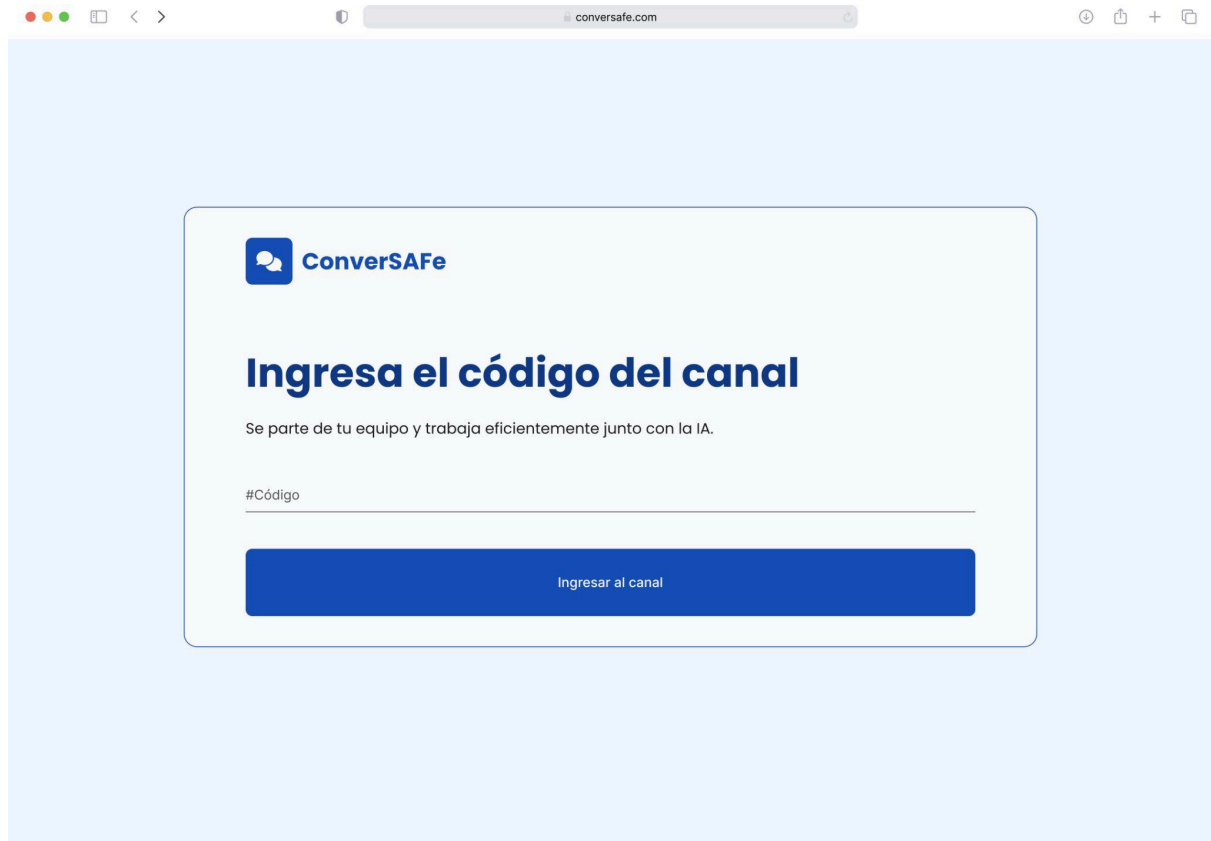 conversafe.com
ConverSAFe
Ingresa el código del canal
Se parte de tu equipo y trabaja eficientemente junto con la IA.
#Código
Ingresar al canal